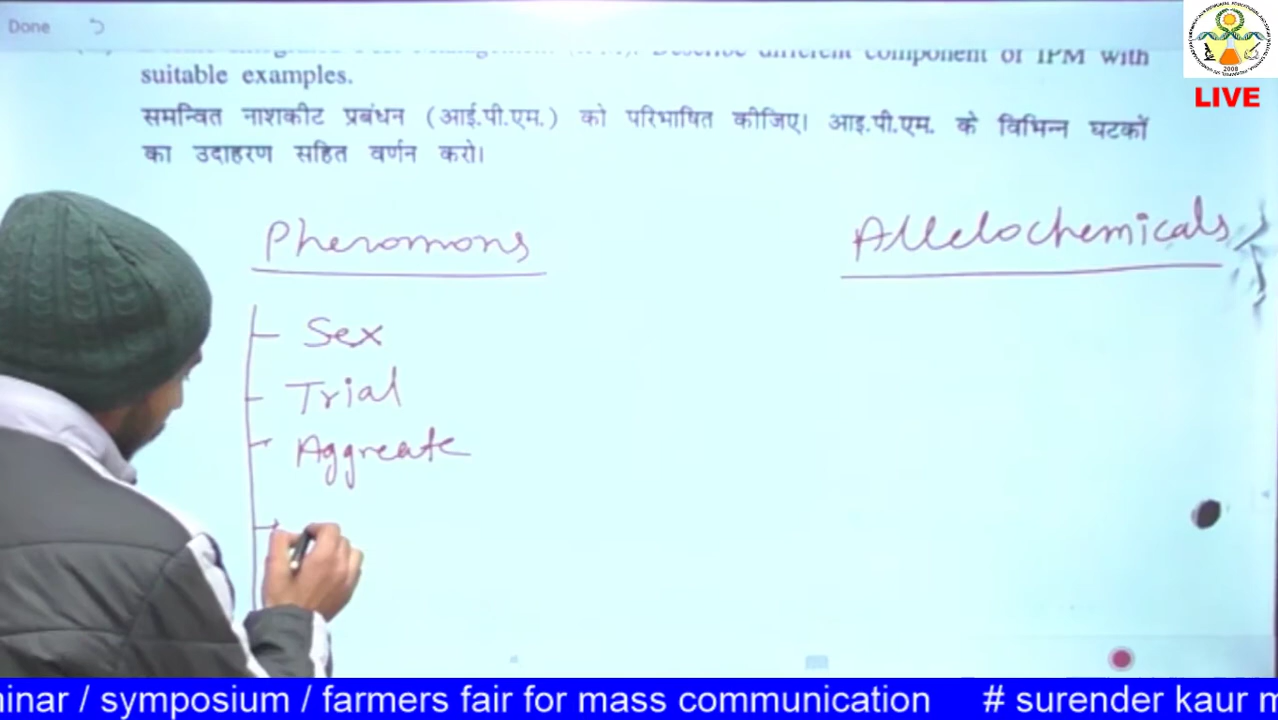 Done
suitable examples.
समन्वित नाशकीट प्रबंधन (आई.पी.एम.) को परिभाषित कीजिए। आइ.पी.एम. के विभिन्न घटकों
का उदाहरण सहित वर्णन करो।
Pheromons
Allelochemicals
Sex
Trial
Aggreate
2008
LIVE
inar / symposium / farmers fair for mass communication # surender kaur m